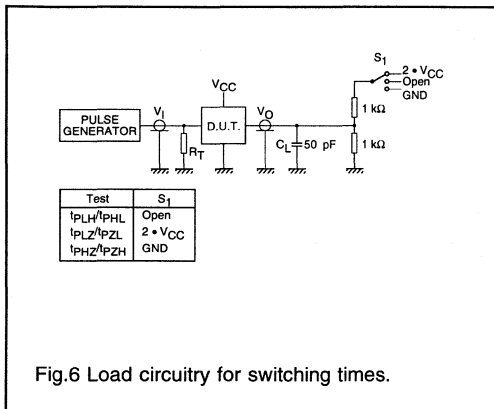 S1
2 • VCC
Open
GND
VCC
VI
VO
1 kΩ
PULSE
GENERATOR
D.U.T.
RT
CL
50 pF
1 kΩ
Test S1
tPLH/tPHL Open
tPLZ/tPZL 2 • VCC
tPHZ/tPZH GND
Fig.6 Load circuitry for switching times.